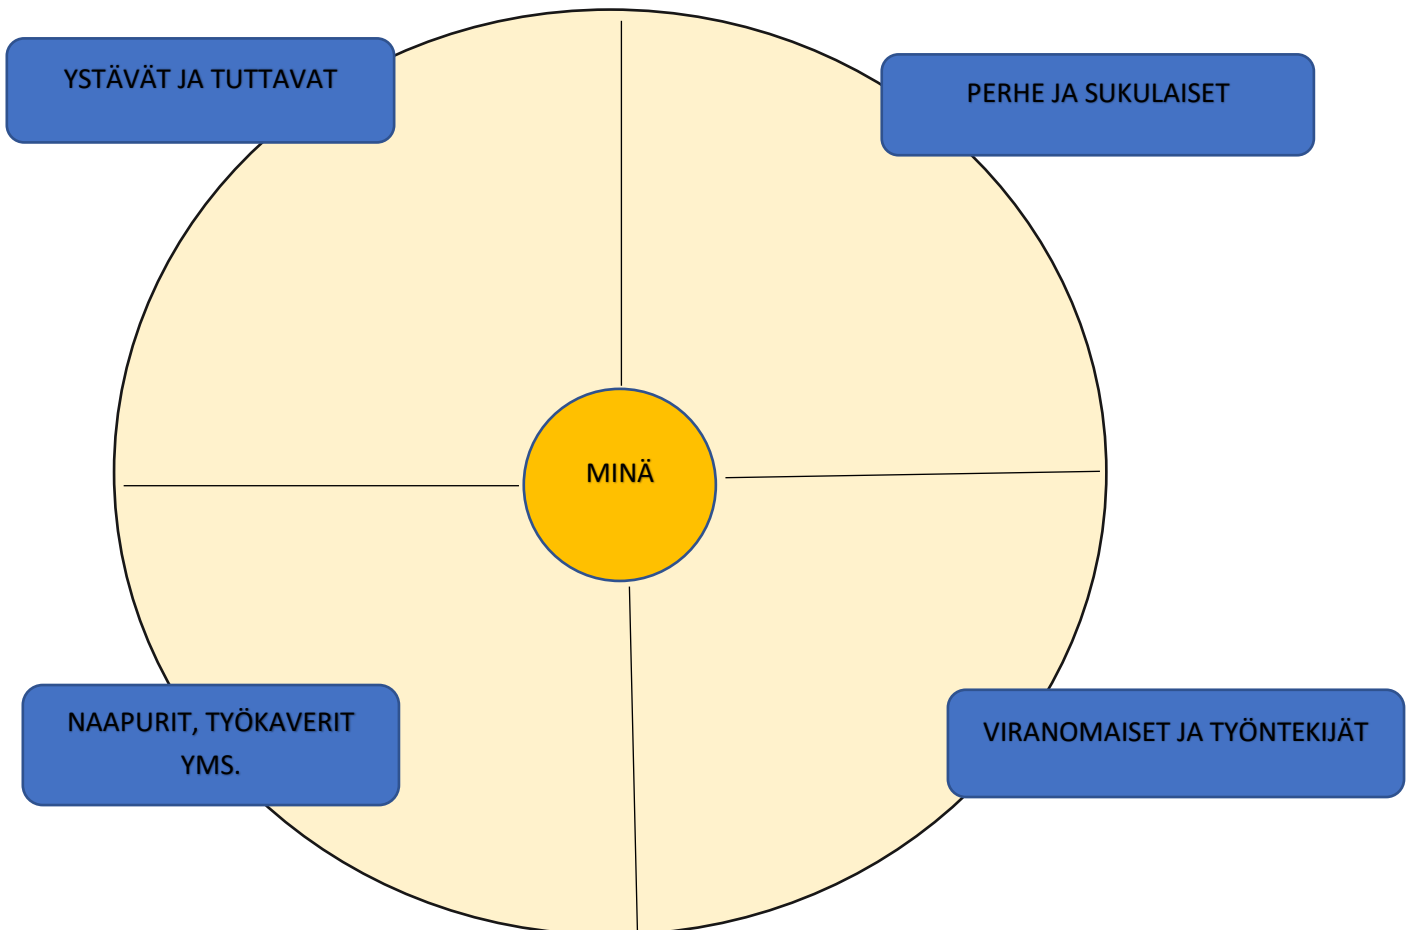 YSTÄVÄT JA TUTTAVAT
PERHE JA SUKULAISET
MINÄ
NAAPURIT, TYÖKAVERIT
YMS.
VIRANOMAISET JA TYÖNTEKIJÄT